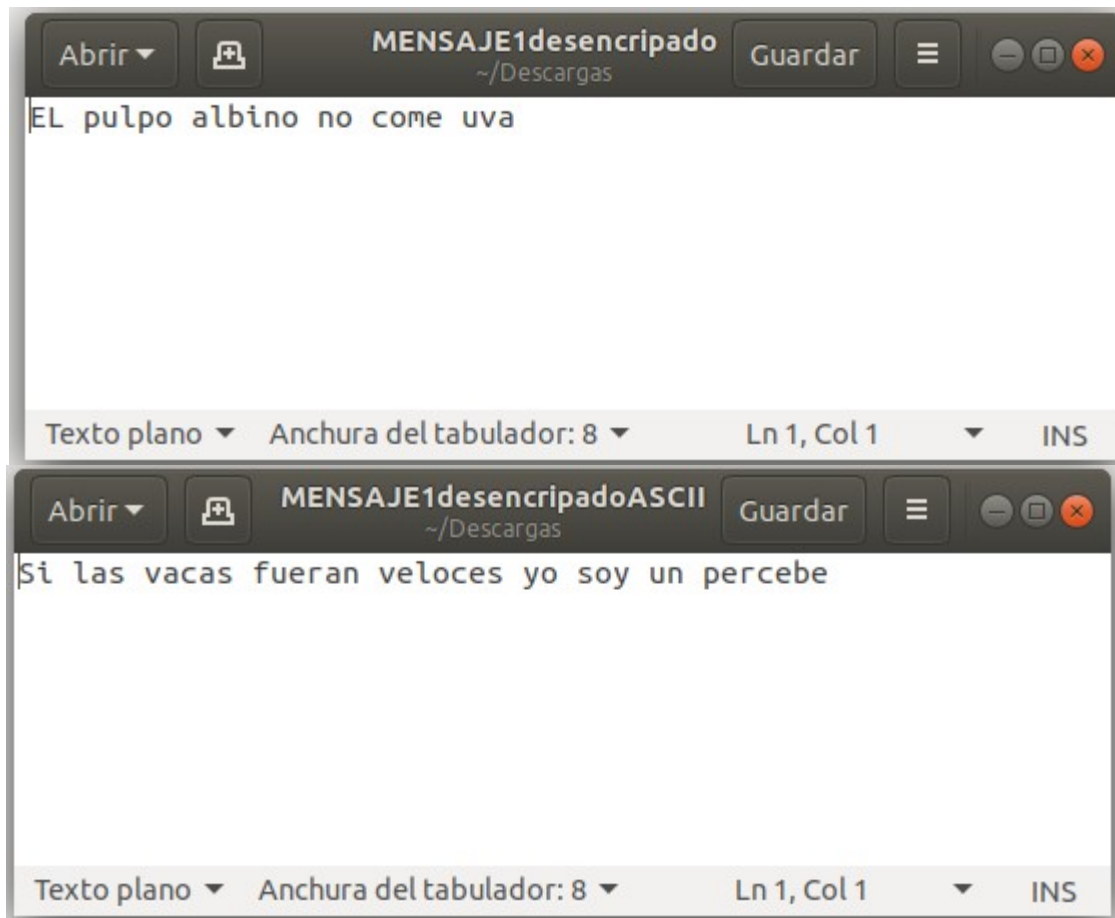 Abrir MENSAJE1desencripado Guardar
~/Descargas
EL pulpo albino no come uva
Texto plano Anchura del tabulador: 8 Ln 1, Col 1 INS
Abrir MENSAJE1desencripadoASCII Guardar
~/Descargas
Si las vacas fueran veloces yo soy un percebe
Texto plano Anchura del tabulador: 8 Ln 1, Col 1 INS